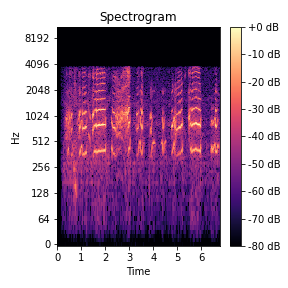 Spectrogram
8192
4096
2048
1024
512
256
128
64
0
Hz
0 1 2 3 4 5 6
Time
+0 dB
-10 dB
-20 dB
-30 dB
-40 dB
-50 dB
-60 dB
-70 dB
-80 dB